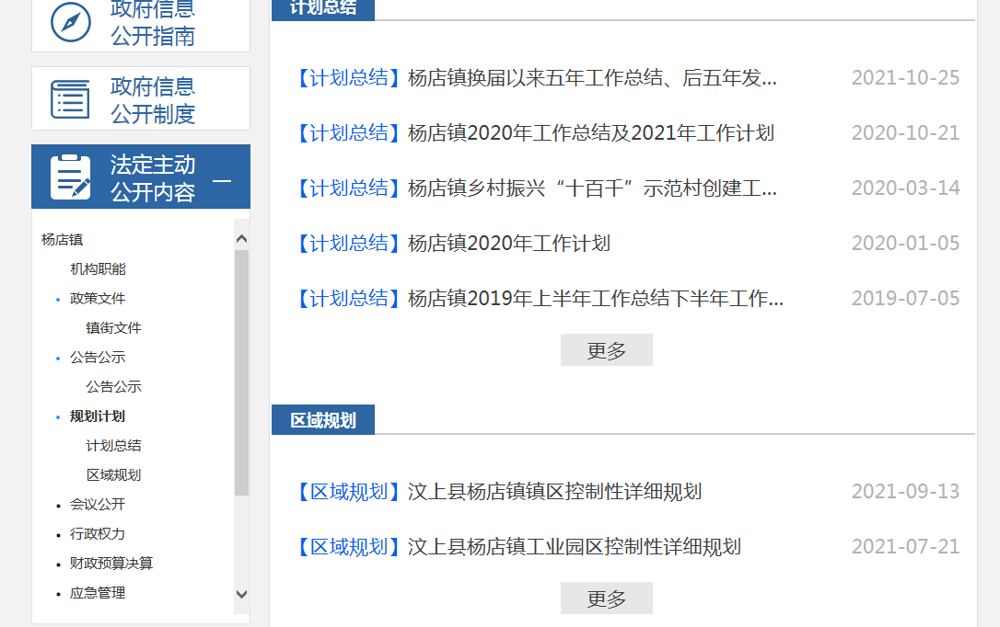 政府信息
公开指南
政府信息
公开制度
法定主动
公开内容
杨店镇
机构职能
政策文件
镇街文件
公告公示
公告公示
规划计划
计划总结
区域规划
会议公开
行政权力
财政预算决算
应急管理
计划总结
【计划总结】杨店镇换届以来五年工作总结、后五年发... 2021-10-25
【计划总结】杨店镇2020年工作总结及2021年工作计划 2020-10-21
【计划总结】杨店镇乡村振兴“十百千”示范村创建工... 2020-03-14
【计划总结】杨店镇2020年工作计划 2020-01-05
【计划总结】杨店镇2019年上半年工作总结下半年工作... 2019-07-05
更多
区域规划
【区域规划】汶上县杨店镇镇区控制性详细规划 2021-09-13
【区域规划】汶上县杨店镇工业园区控制性详细规划 2021-07-21
更多